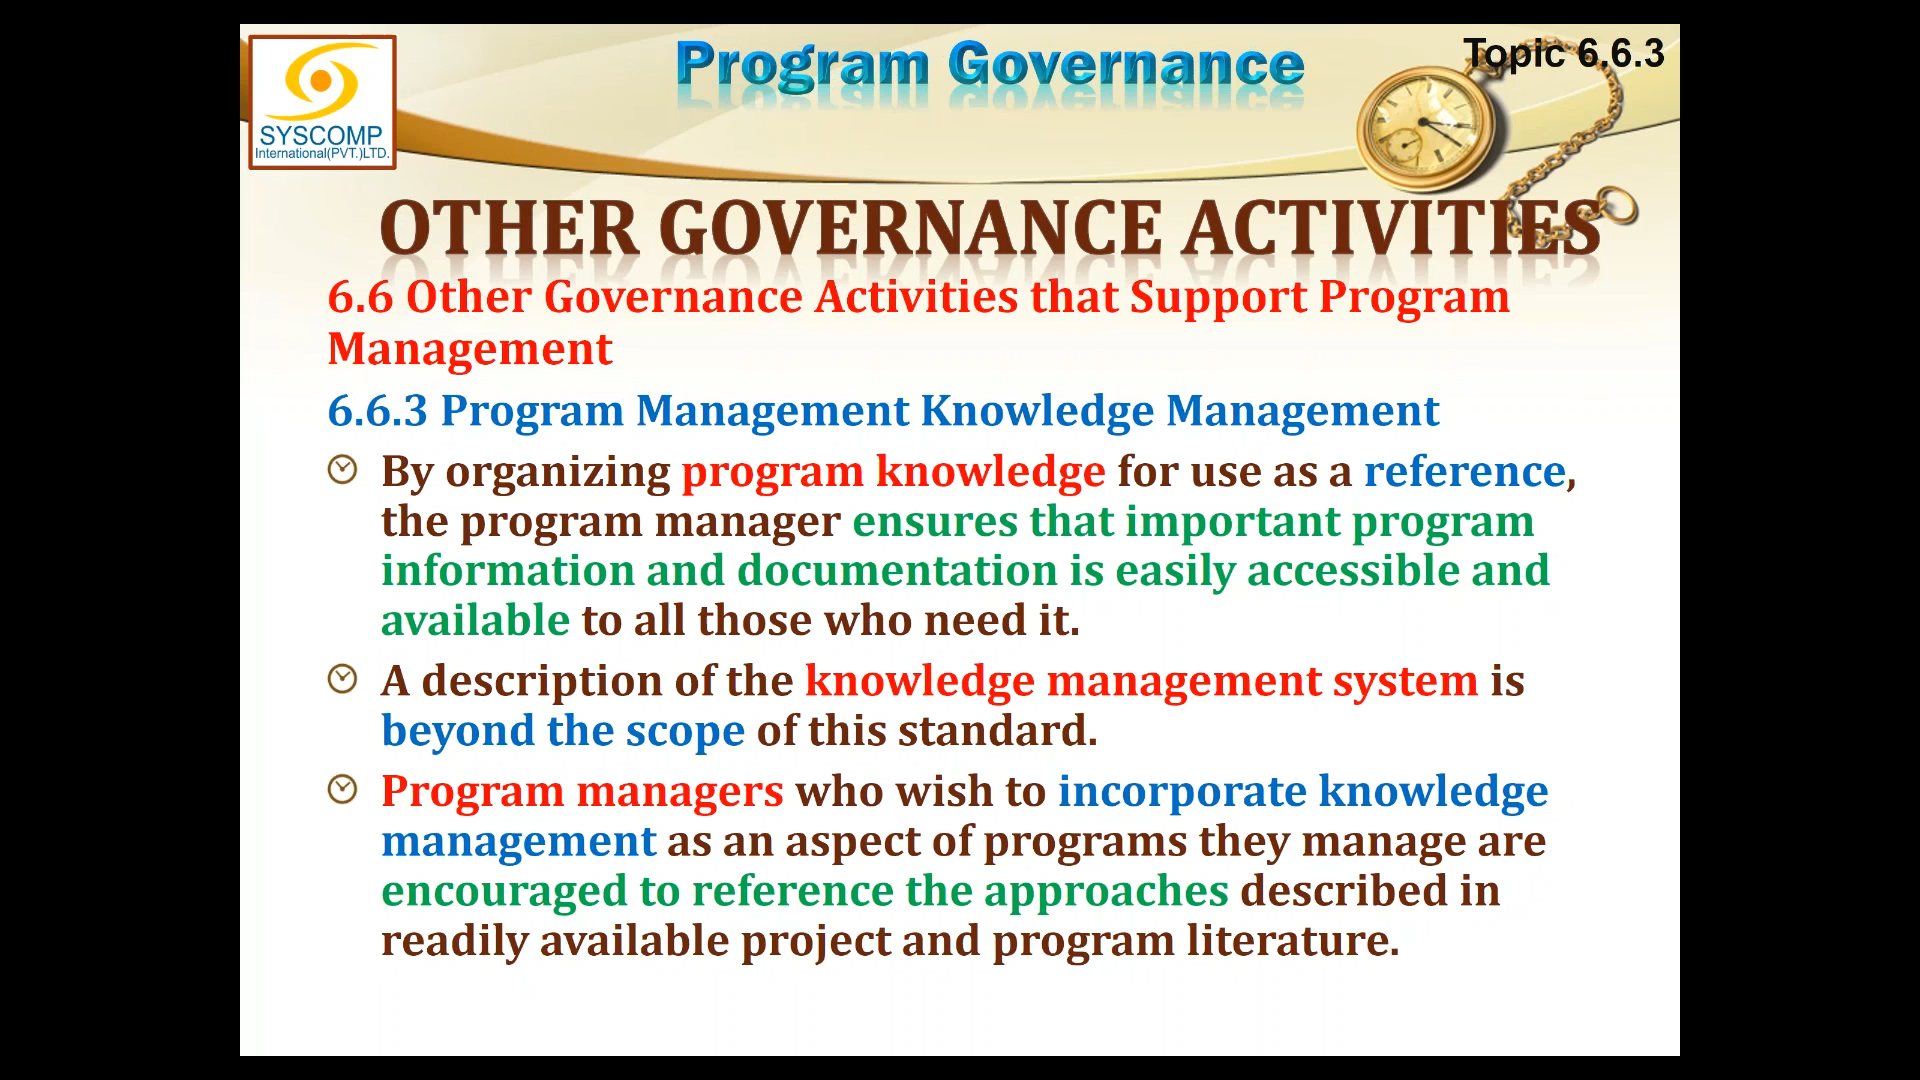 Program Governance
Topic 6.6.3
SYSCOMP
International(PVT.)LTD.
OTHER GOVERNANCE ACTIVITIES
6.6 Other Governance Activities that Support Program
Management
6.6.3 Program Management Knowledge Management
By organizing program knowledge for use as a reference,
the program manager ensures that important program
information and documentation is easily accessible and
available to all those who need it.
A description of the knowledge management system is
beyond the scope of this standard.
Program managers who wish to incorporate knowledge
management as an aspect of programs they manage are
encouraged to reference the approaches described in
readily available project and program literature.